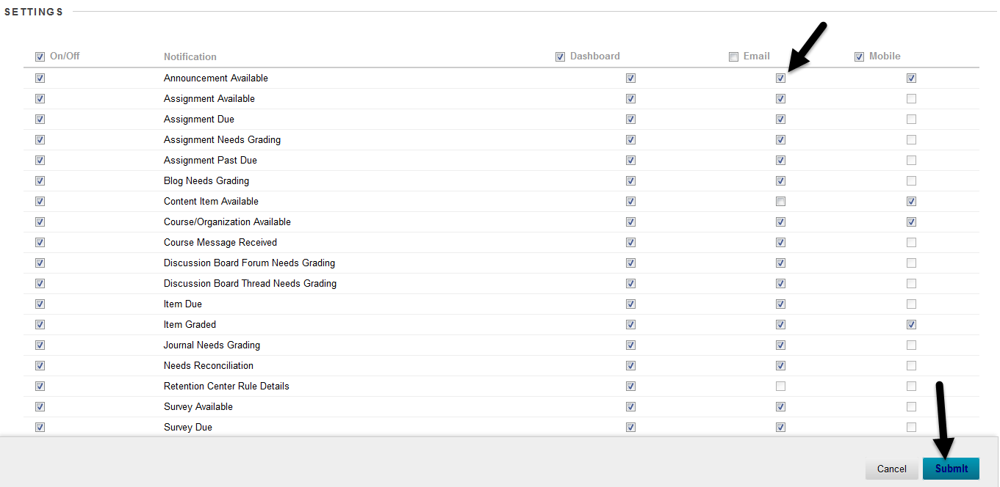 SETTINGS
On/Off Notification Dashboard Email Mobile
Announcement Available
Assignment Available
Assignment Due
Assignment Needs Grading
Assignment Past Due
Blog Needs Grading
Content Item Available
Course/Organization Available
Course Message Received
Discussion Board Forum Needs Grading
Discussion Board Thread Needs Grading
Item Due
Item Graded
Journal Needs Grading
Needs Reconciliation
Retention Center Rule Details
Survey Available
Survey Due
Cancel Submit